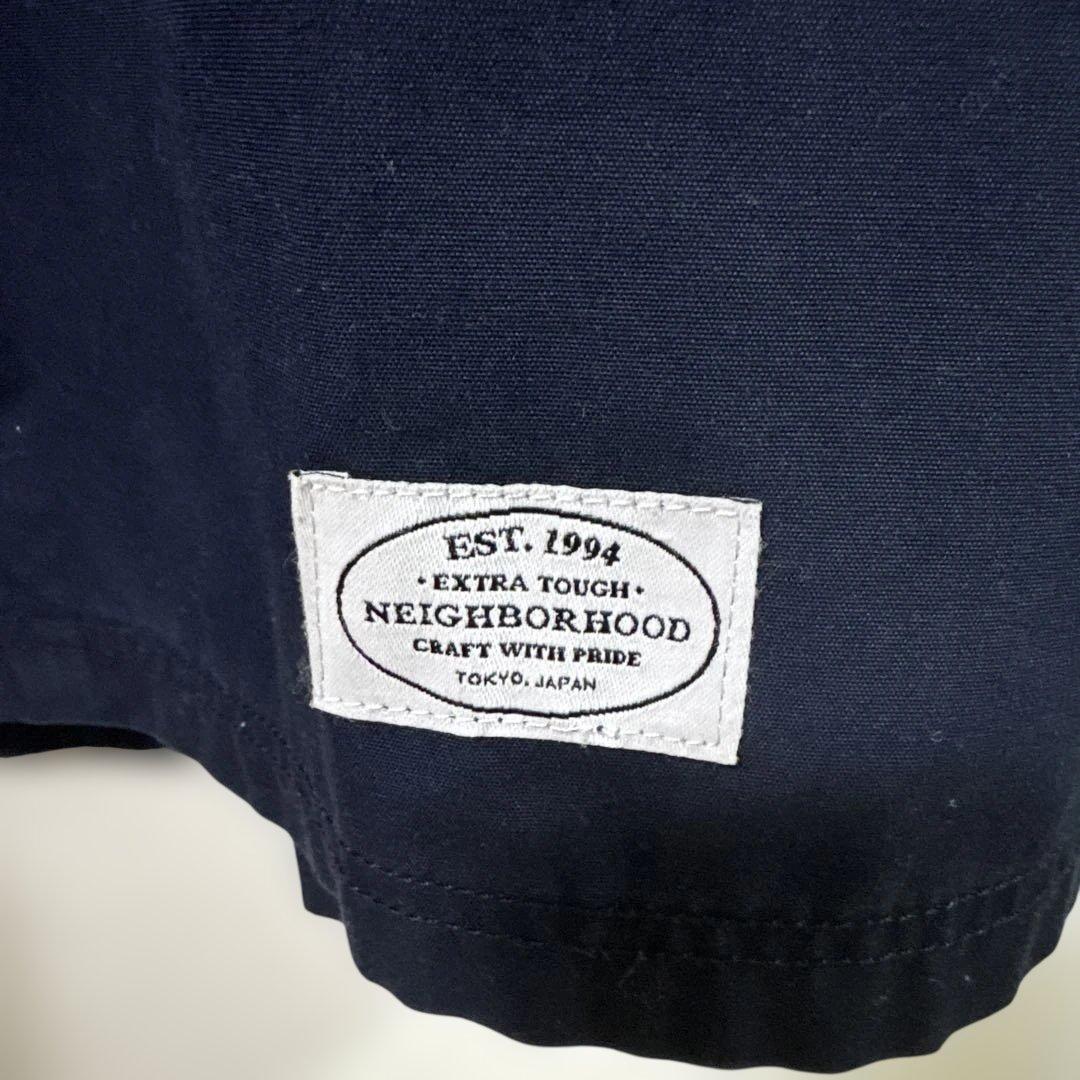 EST. 1994
• EXTRA TOUGH •
NEIGHBORHOOD
CRAFT WITH PRIDE
TOKYO. JAPAN